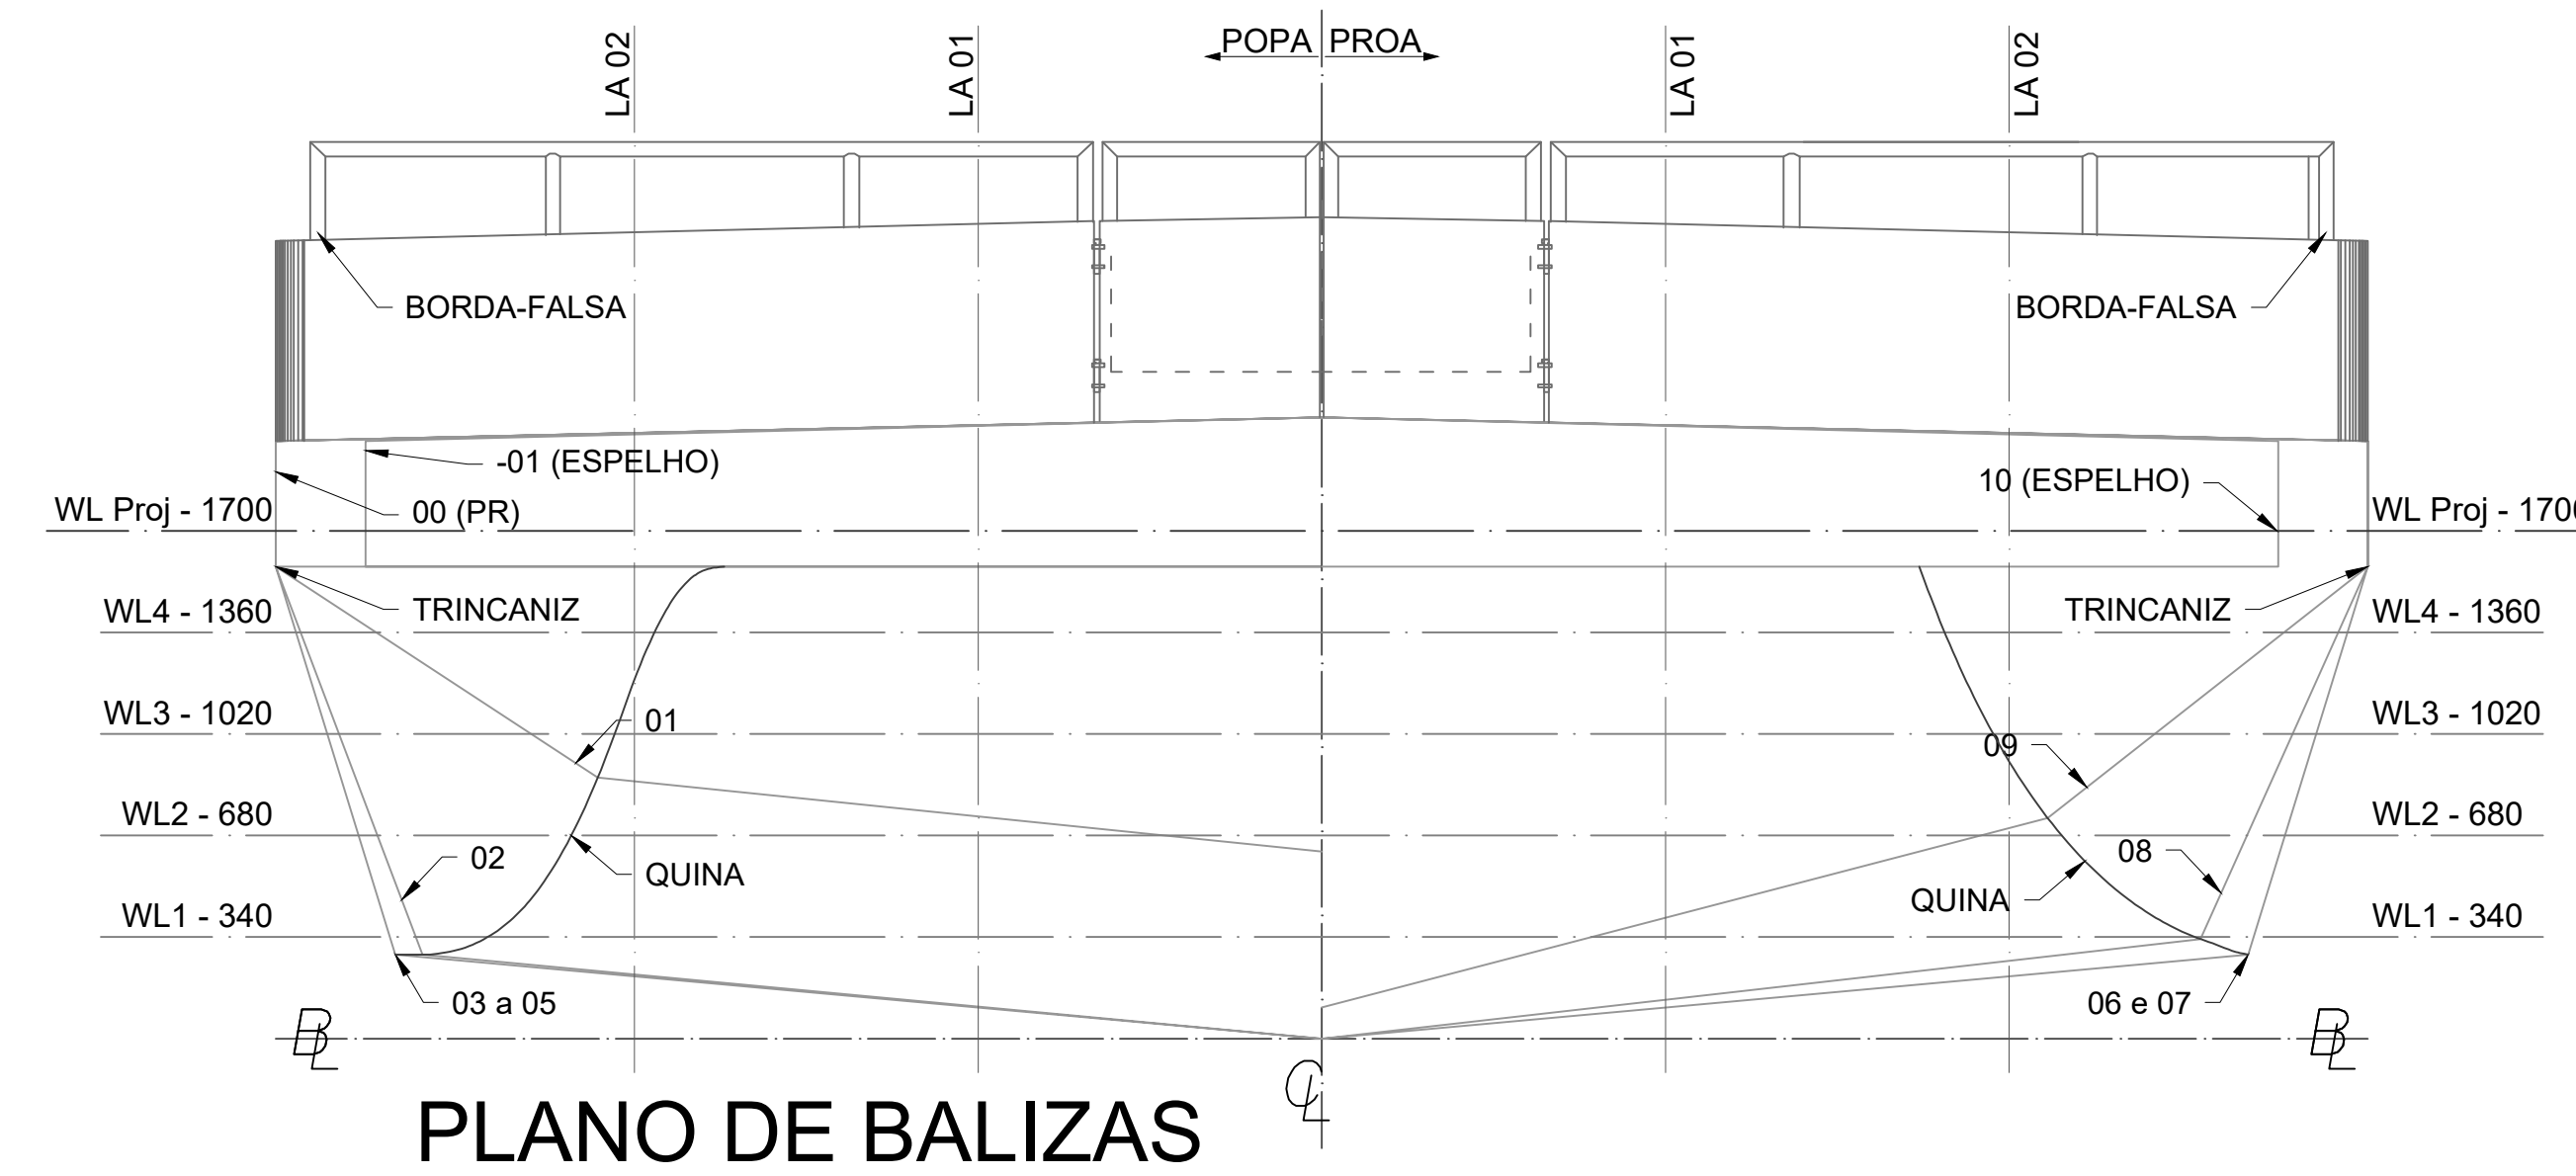 LA 02
LA 01
POPA
PROA
LA 01
LA 02
BORDA-FALSA
BORDA-FALSA
-01 (ESPELHO)
10 (ESPELHO)
WL Proj - 1700
00 (PR)
WL Proj - 1700
WL4 - 1360
TRINCANIZ
TRINCANIZ
WL4 - 1360
WL3 - 1020
01
09
WL3 - 1020
WL2 - 680
WL2 - 680
02
QUINA
08
QUINA
WL1 - 340
WL1 - 340
03 a 05
06 e 07
BL
BL
CL
PLANO DE BALIZAS